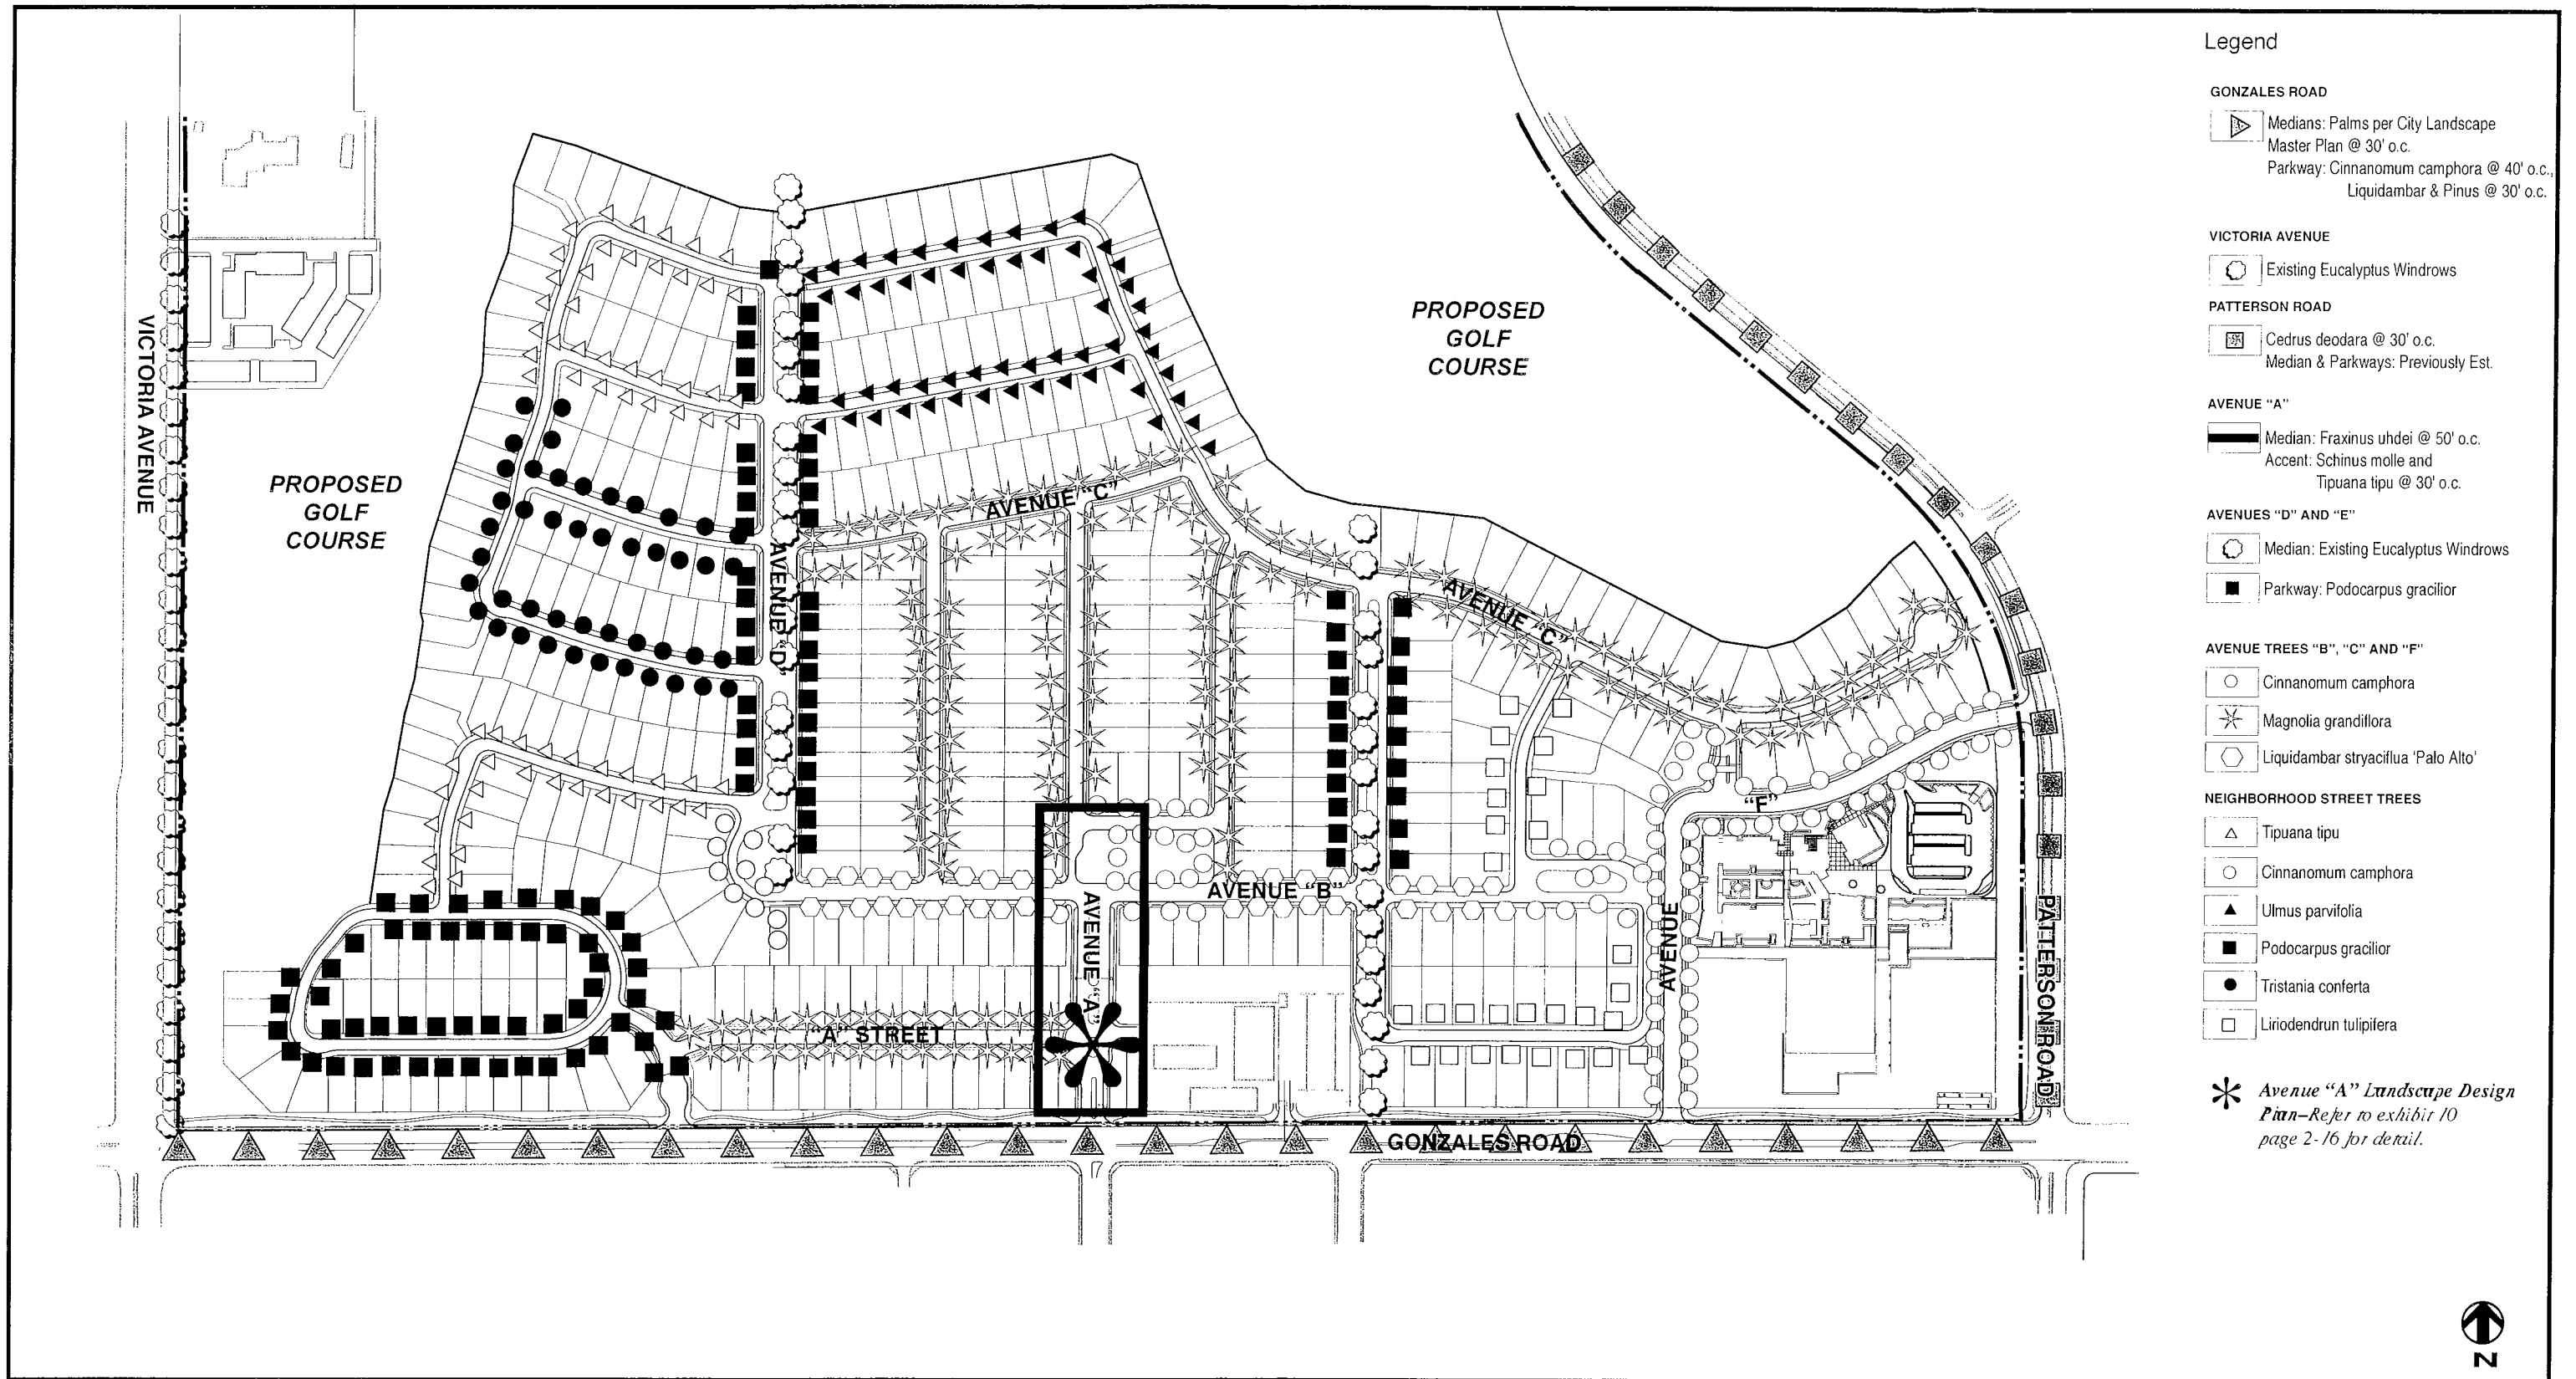 Legend
GONZALES ROAD
Medians: Palms per City Landscape
Master Plan @ 30' o.c.
Parkway: Cinnanomum camphora @ 40' o.c.,
Liquidambar & Pinus @ 30' o.c.
VICTORIA AVENUE
Existing Eucalyptus Windrows
PATTERSON ROAD
Cedrus deodara @ 30' o.c.
Median & Parkways: Previously Est.
AVENUE “A”
Median: Fraxinus uhdei @ 50' o.c.
Accent: Schinus molle and
Tipuana tipu @ 30' o.c.
AVENUES “D” AND “E”
Median: Existing Eucalyptus Windrows
Parkway: Podocarpus gracilior
AVENUE TREES “B”, “C” AND “F”
Cinnanomum camphora
Magnolia grandiflora
Liquidambar stryaciflua 'Palo Alto'
NEIGHBORHOOD STREET TREES
Tipuana tipu
Cinnanomum camphora
Ulmus parvifolia
Podocarpus gracilior
Tristania conferta
Liriodendrun tulipifera
Avenue “A” Landscape Design
Plan–Refer to exhibit 10
page 2-16 for detail.
VICTORIA AVENUE
PROPOSED
GOLF
COURSE
PROPOSED
GOLF
COURSE
AVENUE “C”
AVENUE “D”
AVENUE “C”
“F”
AVENUE “B”
AVENUE “A”
AVENUE
“A” STREET
PATTERSON ROAD
GONZALES ROAD
N